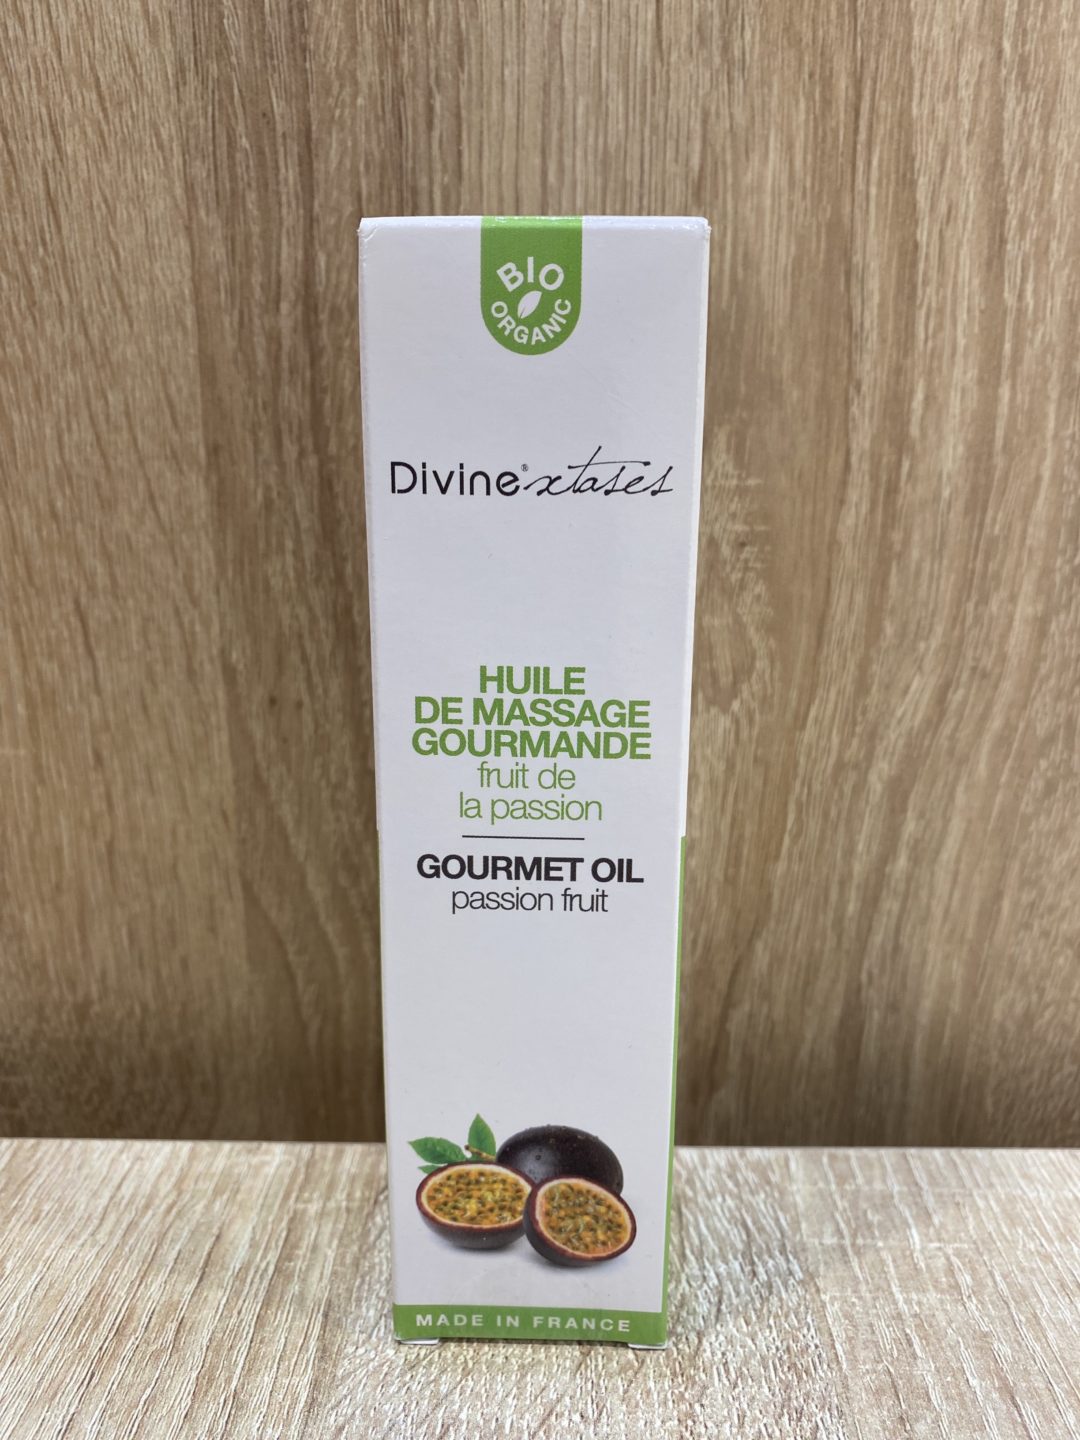 BIO
ORGANIC
Divine®xtases
HUILE
DE MASSAGE
GOURMANDE
fruit de
la passion
GOURMET OIL
passion fruit
MADE IN FRANCE